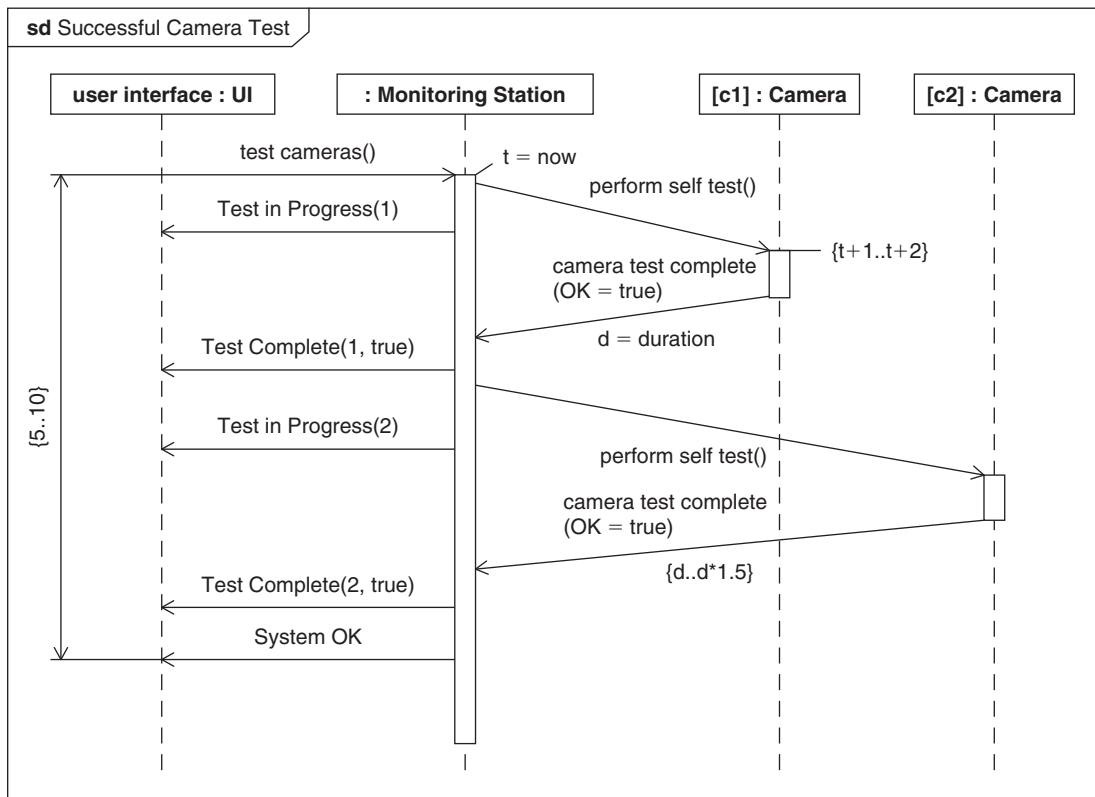 sd Successful Camera Test
user interface : UI
: Monitoring Station
[c1] : Camera
[c2] : Camera
test cameras()
t = now
perform self test()
Test in Progress(1)
{t+1..t+2}
camera test complete
(OK = true)
d = duration
Test Complete(1, true)
{5..10}
Test in Progress(2)
perform self test()
camera test complete
(OK = true)
{d..d*1.5}
Test Complete(2, true)
System OK